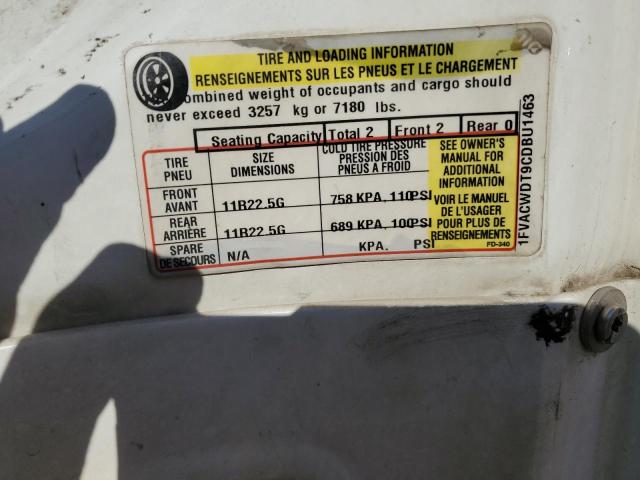 TIRE AND LOADING INFORMATION
RENSEIGNEMENTS SUR LES PNEUS ET LE CHARGEMENT
combined weight of occupants and cargo should
never exceed 3257 kg or 7180 lbs.
Seating Capacity Total 2 Front 2 Rear 0
TIRE PNEU
SIZE DIMENSIONS
COLD TIRE PRESSURE
PRESSION DES
PNEUS A FROID
FRONT AVANT 11R22.5G 758 KPA, 110PSI
REAR ARRIÈRE 11R22.5G 689 KPA, 100PSI
SPARE DE SECOURS N/A KPA. PSI
SEE OWNER'S
MANUAL FOR
ADDITIONAL
INFORMATION
VOIR LE MANUEL
DE L'USAGER
POUR PLUS DE
RENSEIGNEMENTS
FD-340
1FVACWDT9CDBU1463